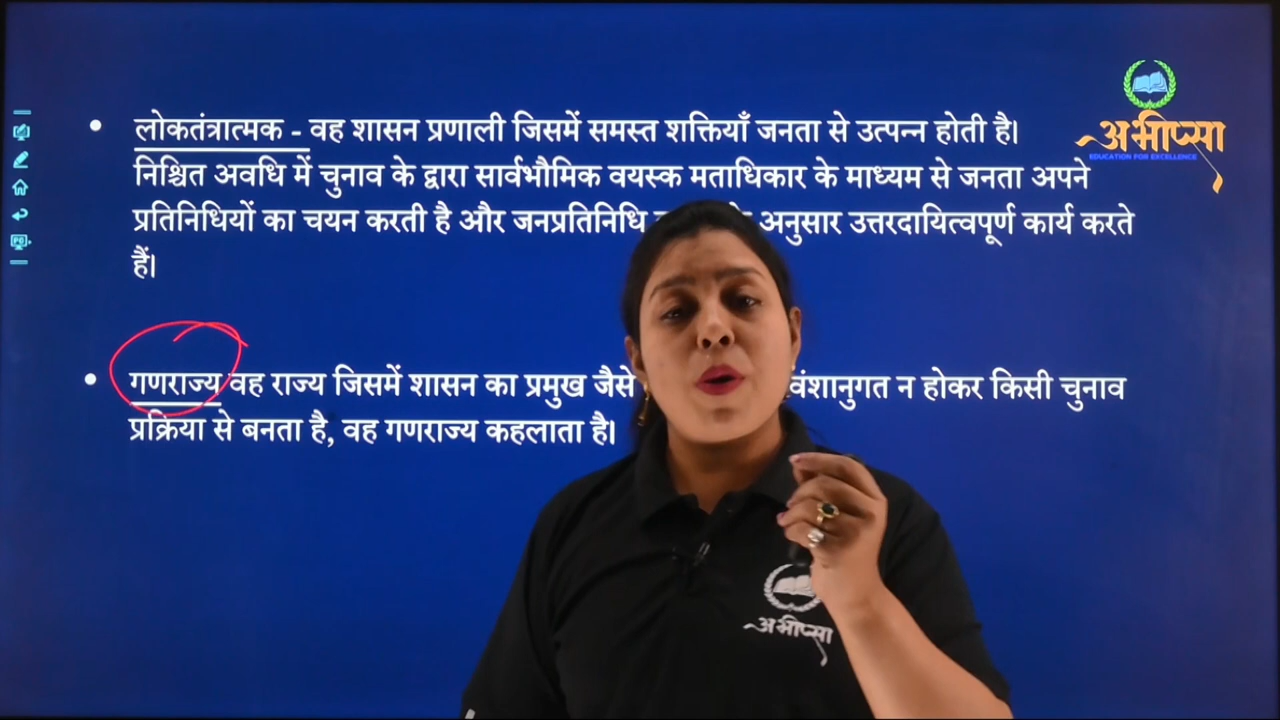 लोकतंत्रात्मक - वह शासन प्रणाली जिसमें समस्त शक्तियाँ जनता से उत्पन्न होती है।
निश्चित अवधि में चुनाव के द्वारा सार्वभौमिक वयस्क मताधिकार के माध्यम से जनता अपने
प्रतिनिधियों का चयन करती है और जनप्रतिनिधि अनुसार उत्तरदायित्वपूर्ण कार्य करते
हैं।
गणराज्य वह राज्य जिसमें शासन का प्रमुख जैसे वंशानुगत न होकर किसी चुनाव
प्रक्रिया से बनता है, वह गणराज्य कहलाता है।
अभीप्सा
EDUCATION FOR EXCELLENCE
अभीप्सा